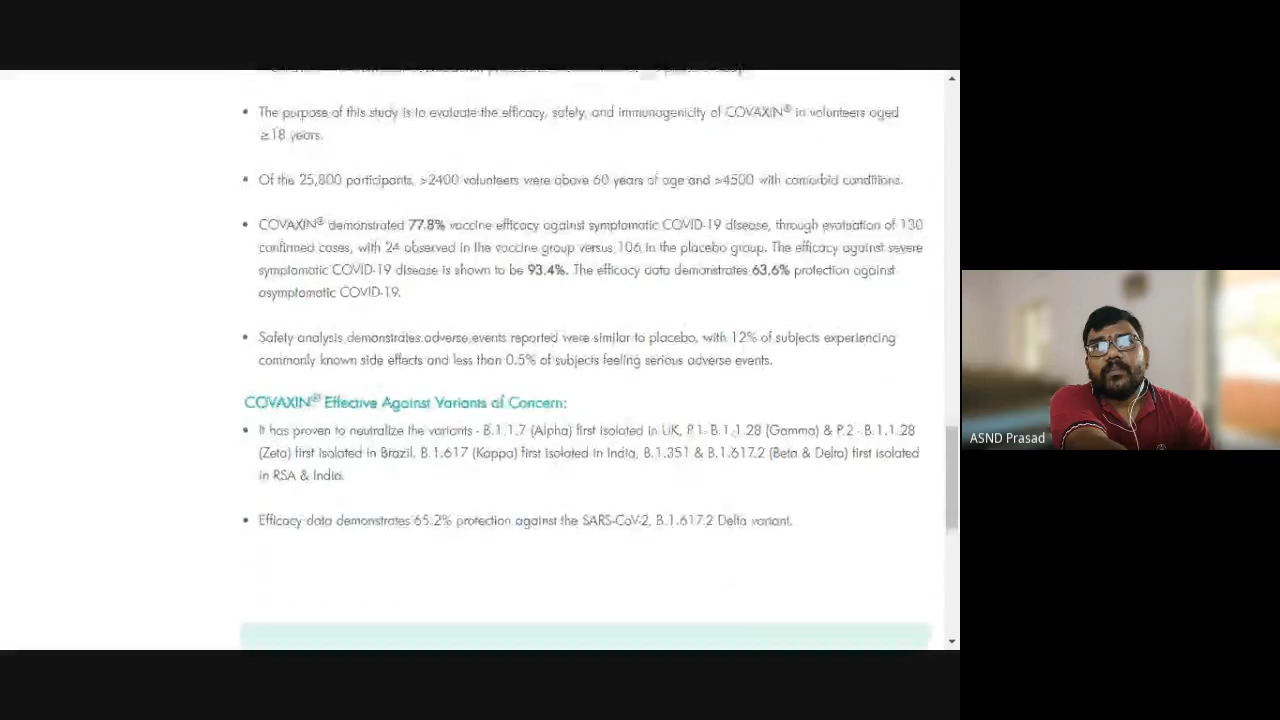 • The purpose of this study is to evaluate the efficacy, safety, and immunogenicity of COVAXIN® in volunteers aged
≥18 years.
• Of the 25,800 participants, >2400 volunteers were above 60 years of age and >4500 with comorbid conditions.
• COVAXIN® demonstrated 77.8% vaccine efficacy against symptomatic COVID-19 disease, through evaluation of 130
confirmed cases, with 24 observed in the vaccine group versus 106 in the placebo group. The efficacy against severe
symptomatic COVID-19 disease is shown to be 93.4%. The efficacy data demonstrates 63.6% protection against
asymptomatic COVID-19.
• Safety analysis demonstrates adverse events reported were similar to placebo, with 12% of subjects experiencing
commonly known side effects and less than 0.5% of subjects feeling serious adverse events.
COVAXIN® Effective Against Variants of Concern:
• It has proven to neutralize the variants - B.1.1.7 (Alpha) first isolated in UK, P.1- B.1.1.28 (Gamma) & P.2 - B.1.1.28
(Zeta) first isolated in Brazil, B.1.617 (Kappa) first isolated in India, B.1.351 & B.1.617.2 (Beta & Delta) first isolated
in RSA & India.
• Efficacy data demonstrates 65.2% protection against the SARS-CoV-2, B.1.617.2 Delta variant.
ASND Prasad